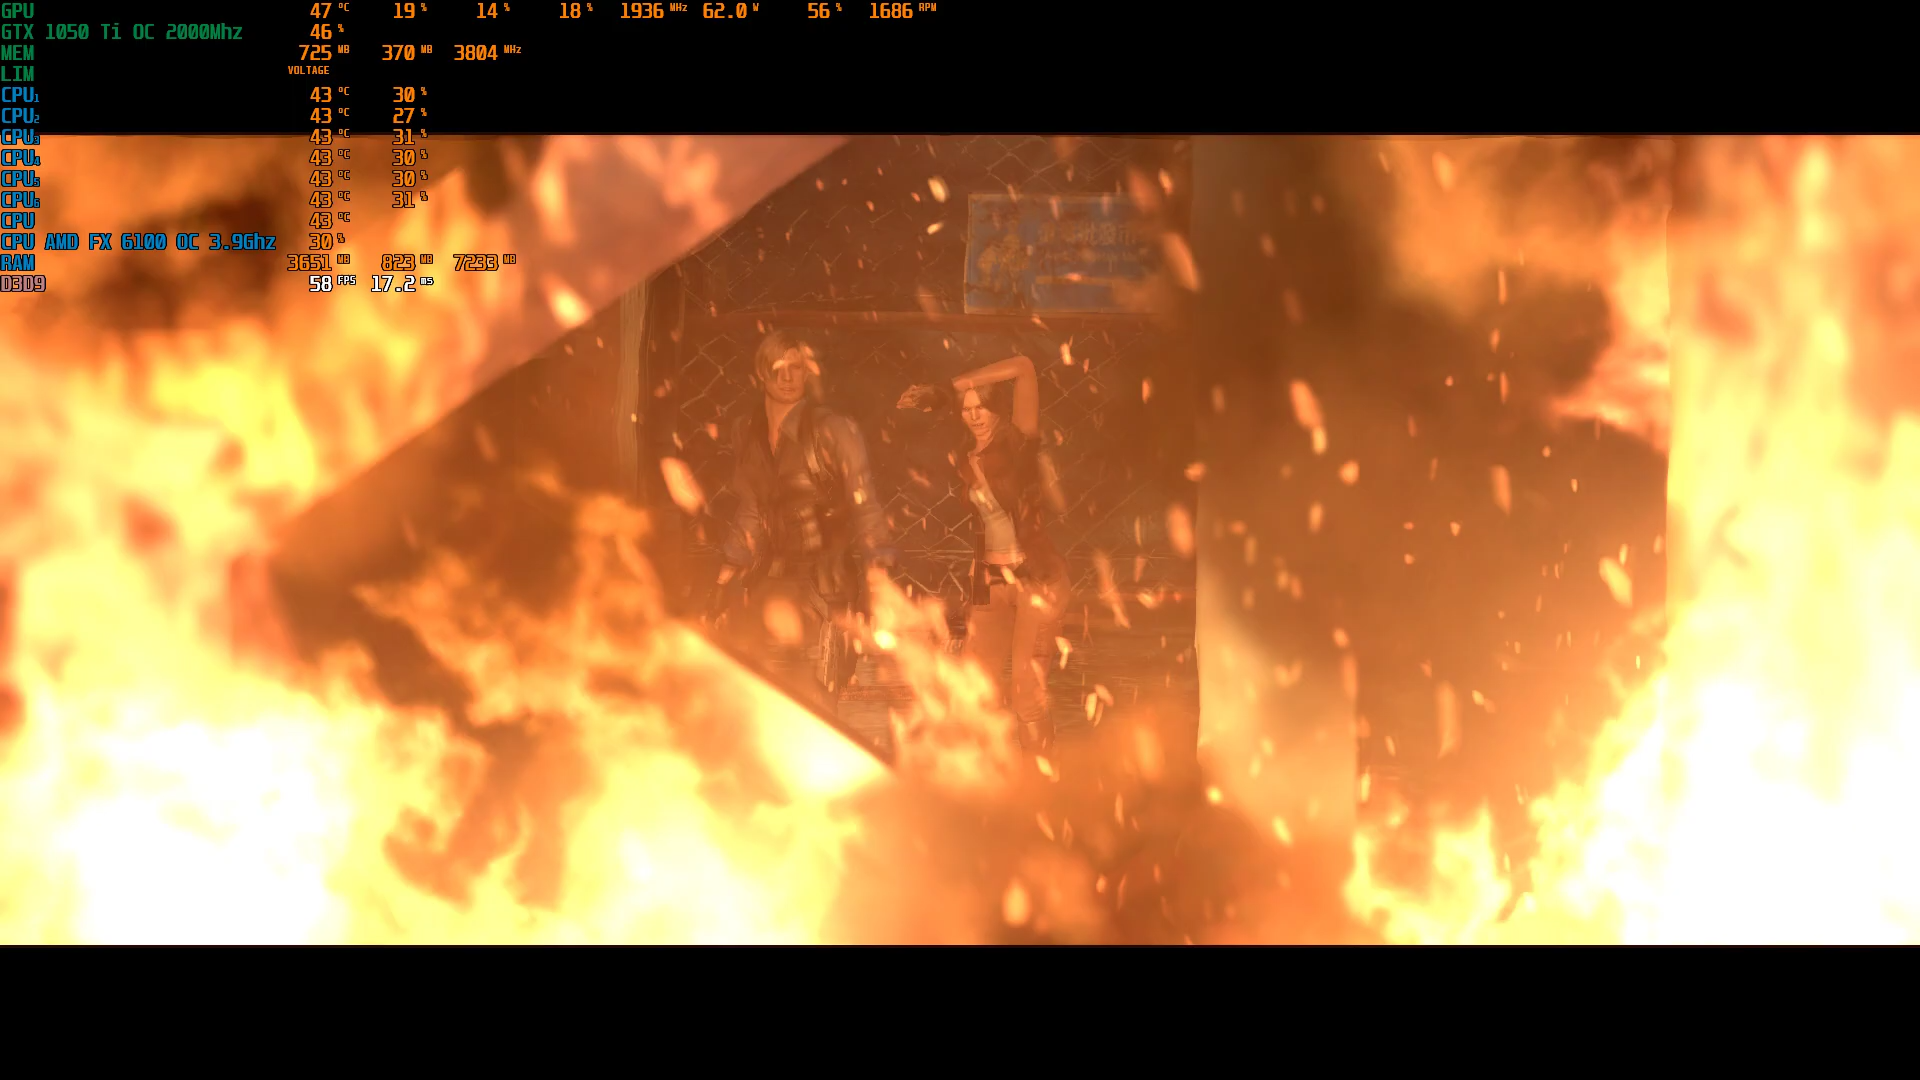 GPU 47 °C 19 % 14 % 18 % 1936 MHz 62.0 W 56 % 1686 RPM
GTX 1050 Ti OC 2000Mhz 46 %
MEM 725 MB 370 MB 3804 MHz
LIM VOLTAGE
CPU1 43 °C 30 %
CPU2 43 °C 27 %
CPU3 43 °C 31 %
CPU4 43 °C 30 %
CPU5 43 °C 30 %
CPU6 43 °C 31 %
CPU 43 °C
CPU AMD FX 6100 OC 3.9Ghz 30 %
RAM 3651 MB 823 MB 7233 MB
D3D9 58 FPS 17.2 ms